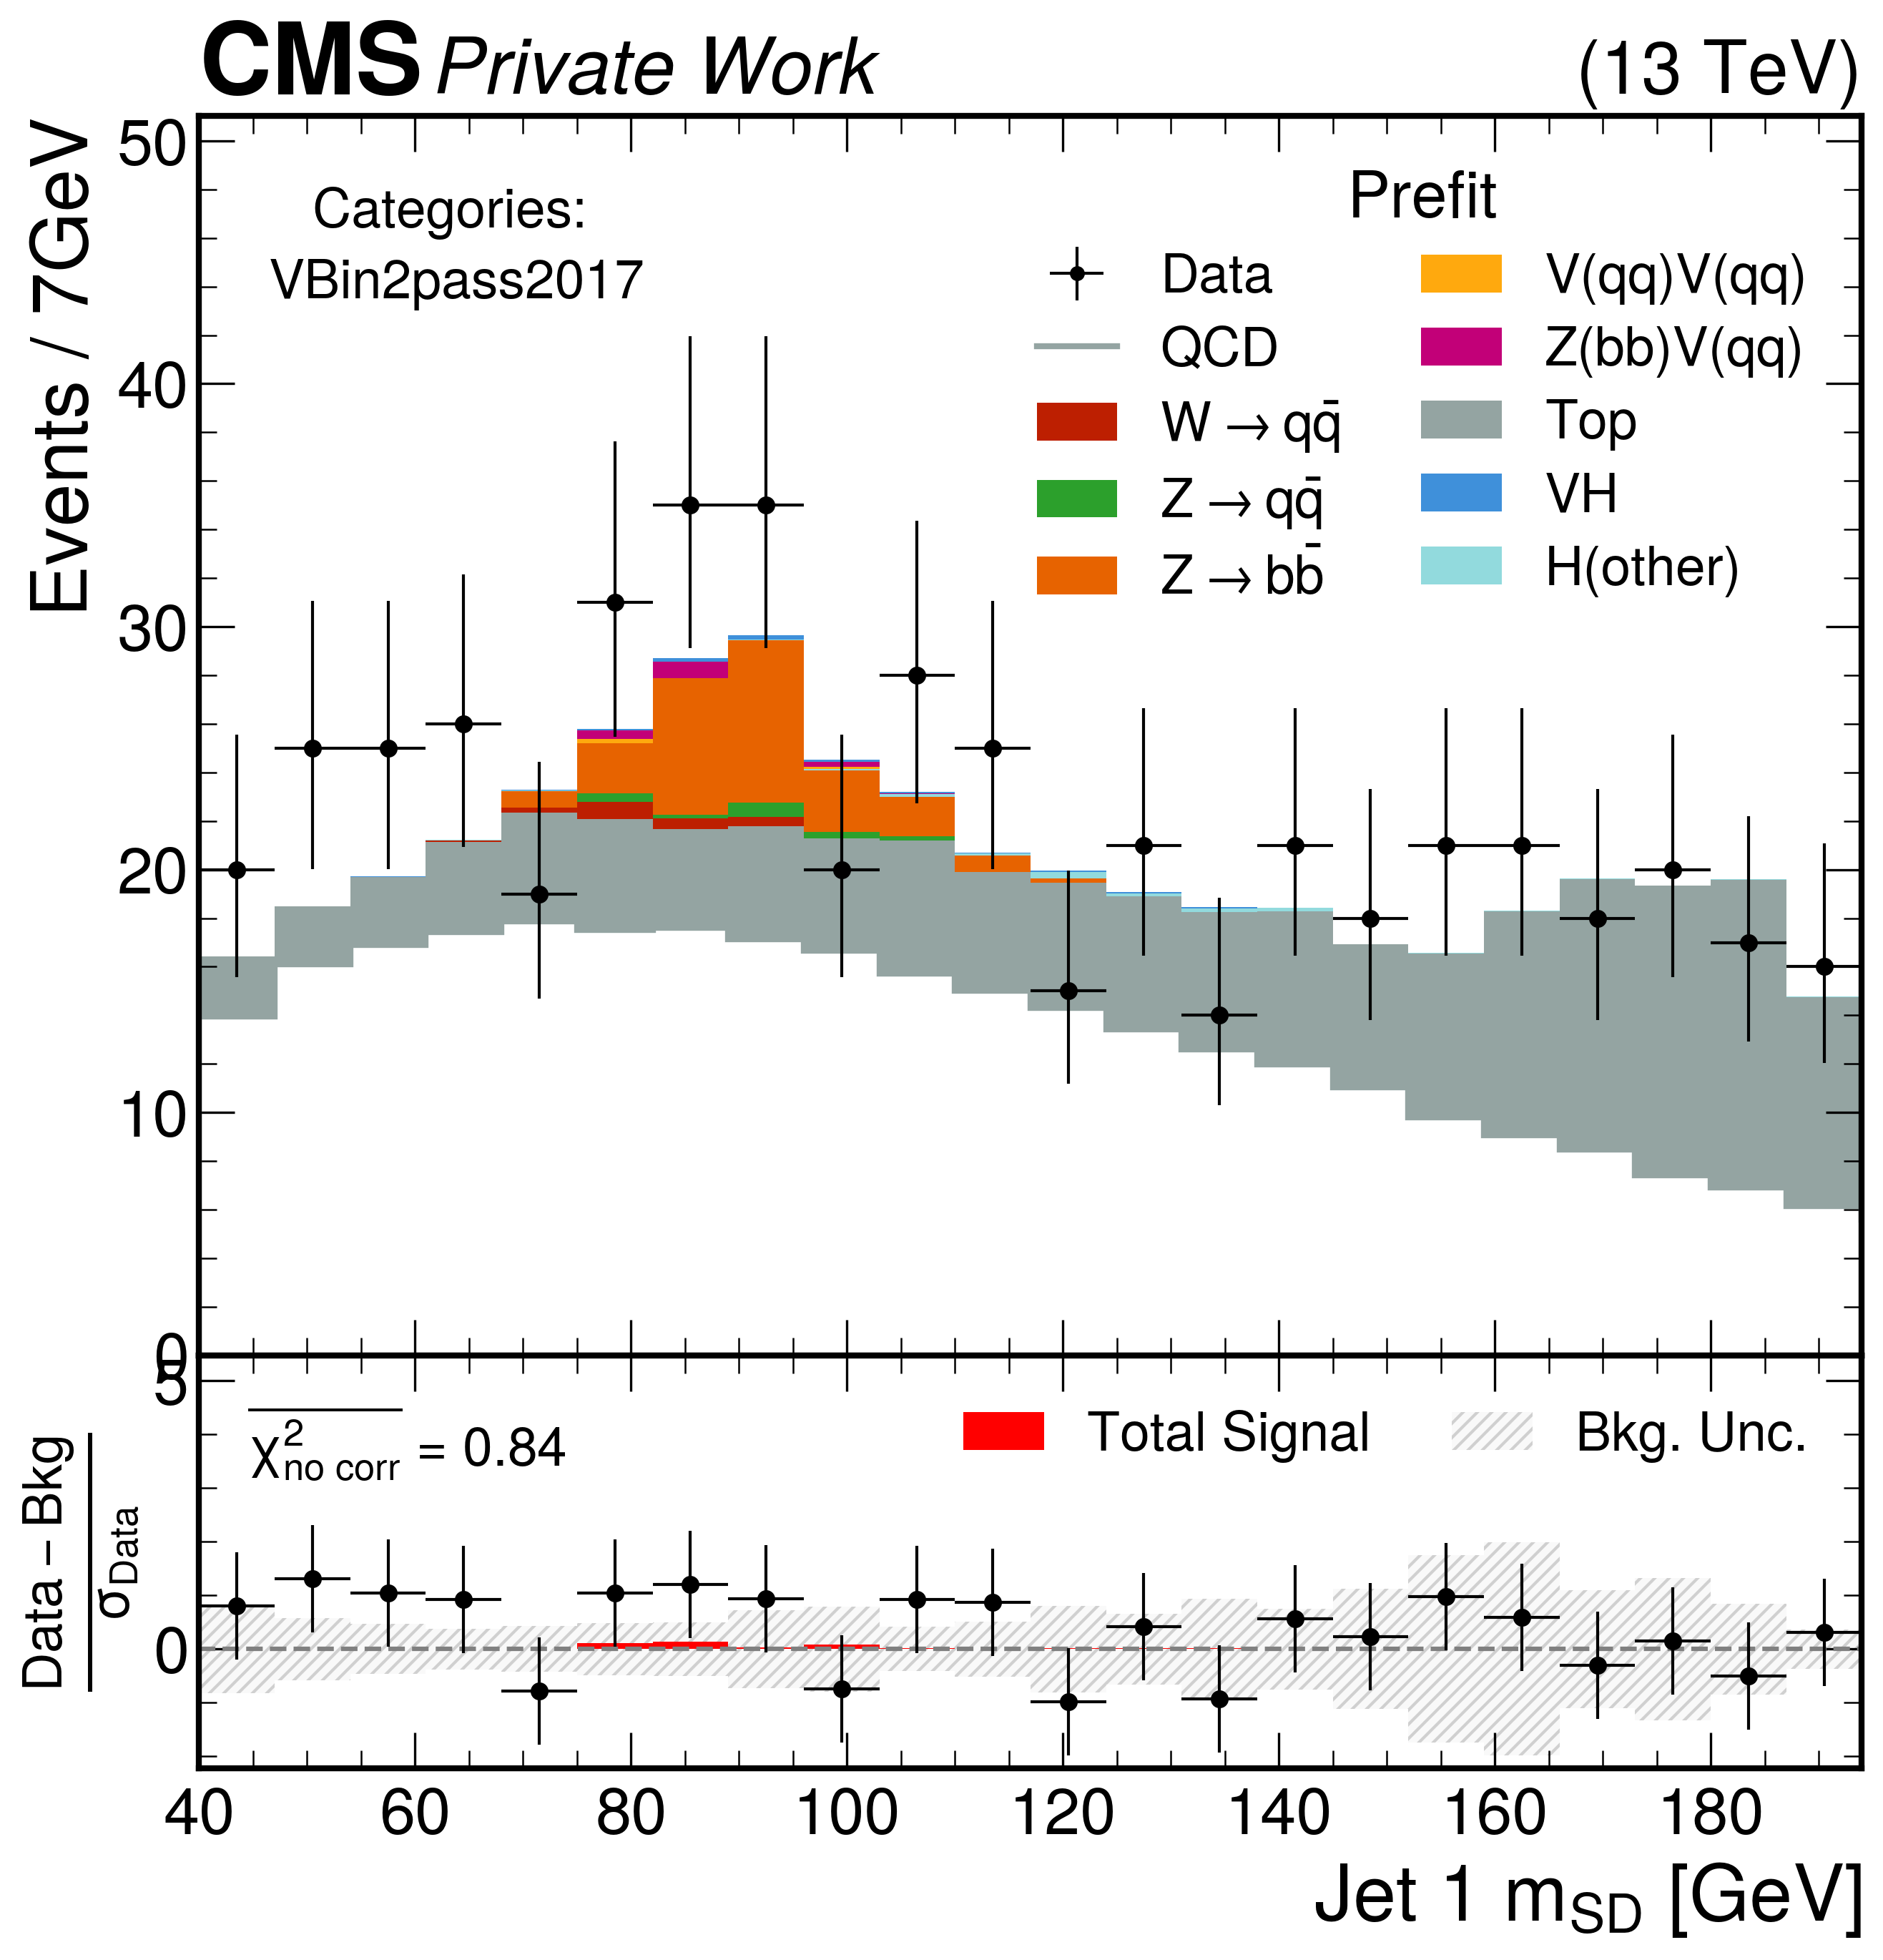 CMS Private Work (13 TeV)
Events / 7GeV
50
40
30
20
10
0
Categories:
VBin2pass2017
Prefit
Data
QCD
W → qq̄
Z → qq̄
Z → bb̄
V(qq)V(qq)
Z(bb)V(qq)
Top
VH
H(other)
Data − Bkg
σData
5
0
χ²no corr = 0.84
Total Signal
Bkg. Unc.
40 60 80 100 120 140 160 180
Jet 1 mSD [GeV]